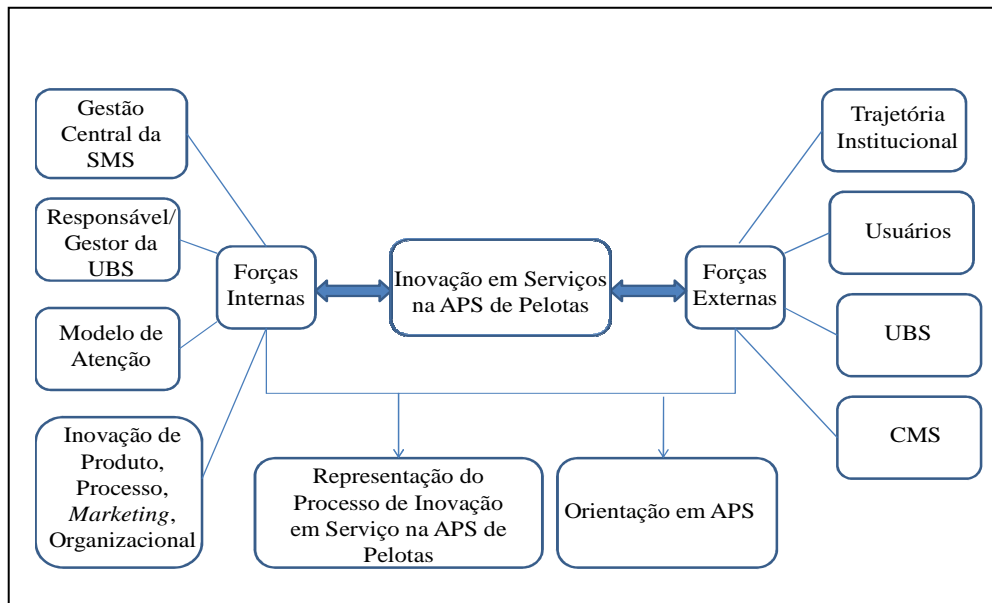 Gestão
Central da
SMS
Responsável/
Gestor da
UBS
Modelo de
Atenção
Inovação de
Produto,
Processo,
Marketing,
Organizacional
Forças
Internas
Inovação em Serviços
na APS de Pelotas
Forças
Externas
Trajetória
Institucional
Usuários
UBS
CMS
Representação do
Processo de Inovação
em Serviço na APS de
Pelotas
Orientação em APS